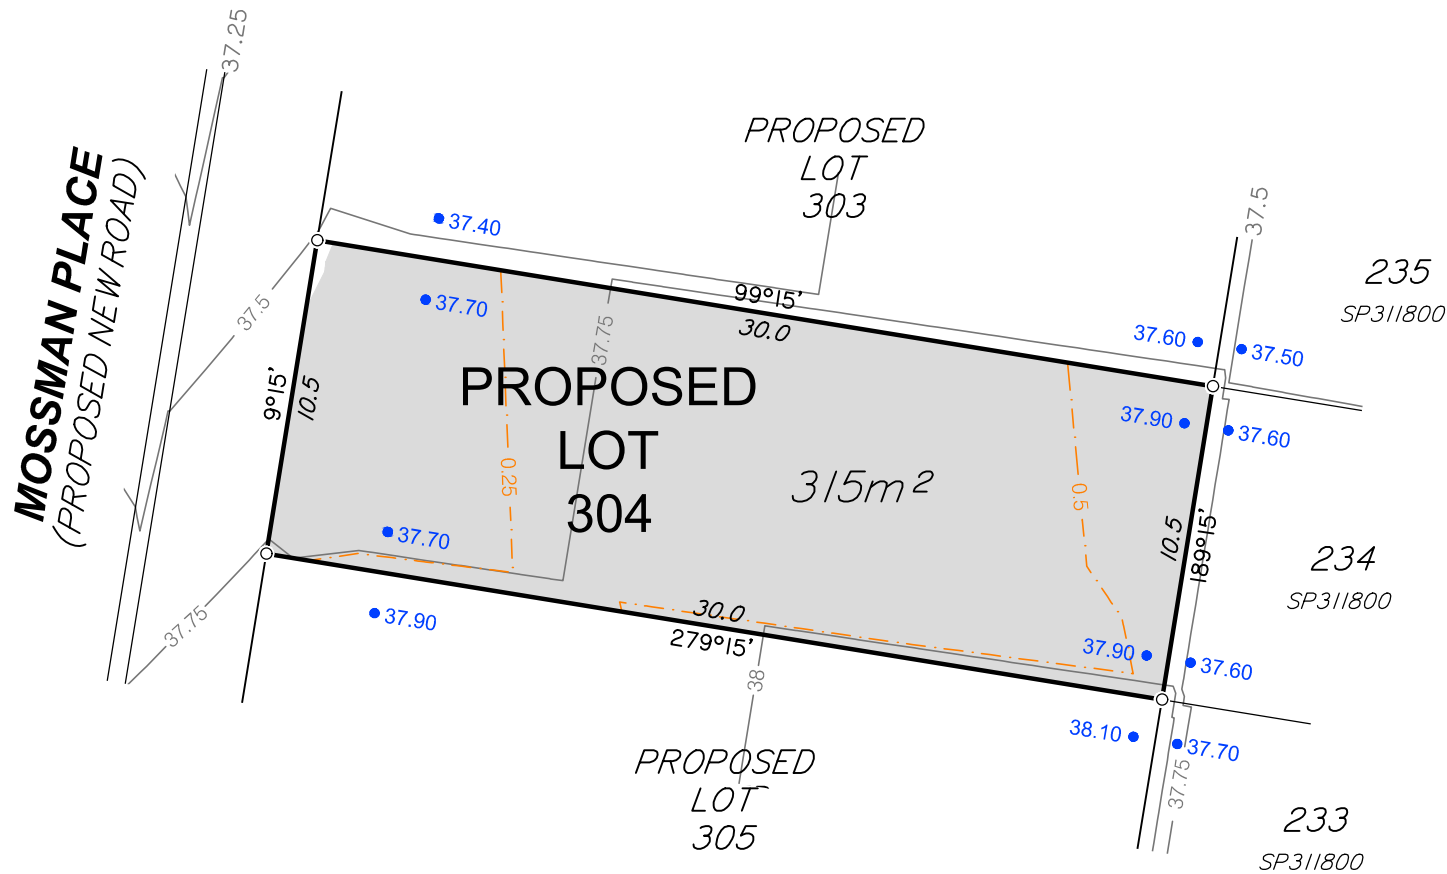 37.25
MOSSMAN PLACE
(PROPOSED NEW ROAD)
PROPOSED
LOT
303
37.5
235
SP311800
37.40
37.70
37.5
99°15'
30.0
37.75
37.60
37.50
9°15'
10.5
PROPOSED
LOT
304
315m²
0.25
0.5
37.90
37.60
10.5
189°15'
234
SP311800
37.70
37.90
37.75
30.0
279°15'
38
37.90
37.60
38.10
37.70
37.75
PROPOSED
LOT
305
233
SP311800